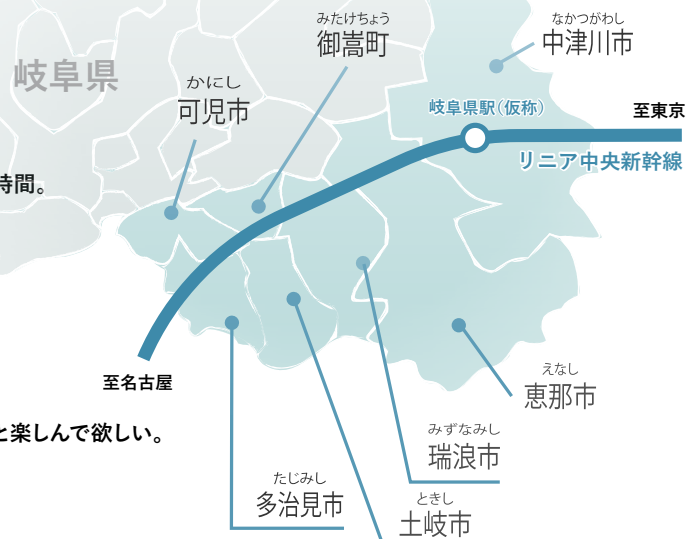 みたけちょう
御嵩町
なかつがわし
中津川市
岐阜県
かにし
可児市
岐阜県駅（仮称）
至東京
リニア中央新幹線
時間。
至名古屋
えなし
恵那市
と楽しんで欲しい。
みずなみし
瑞浪市
たじみし
多治見市
ときし
土岐市